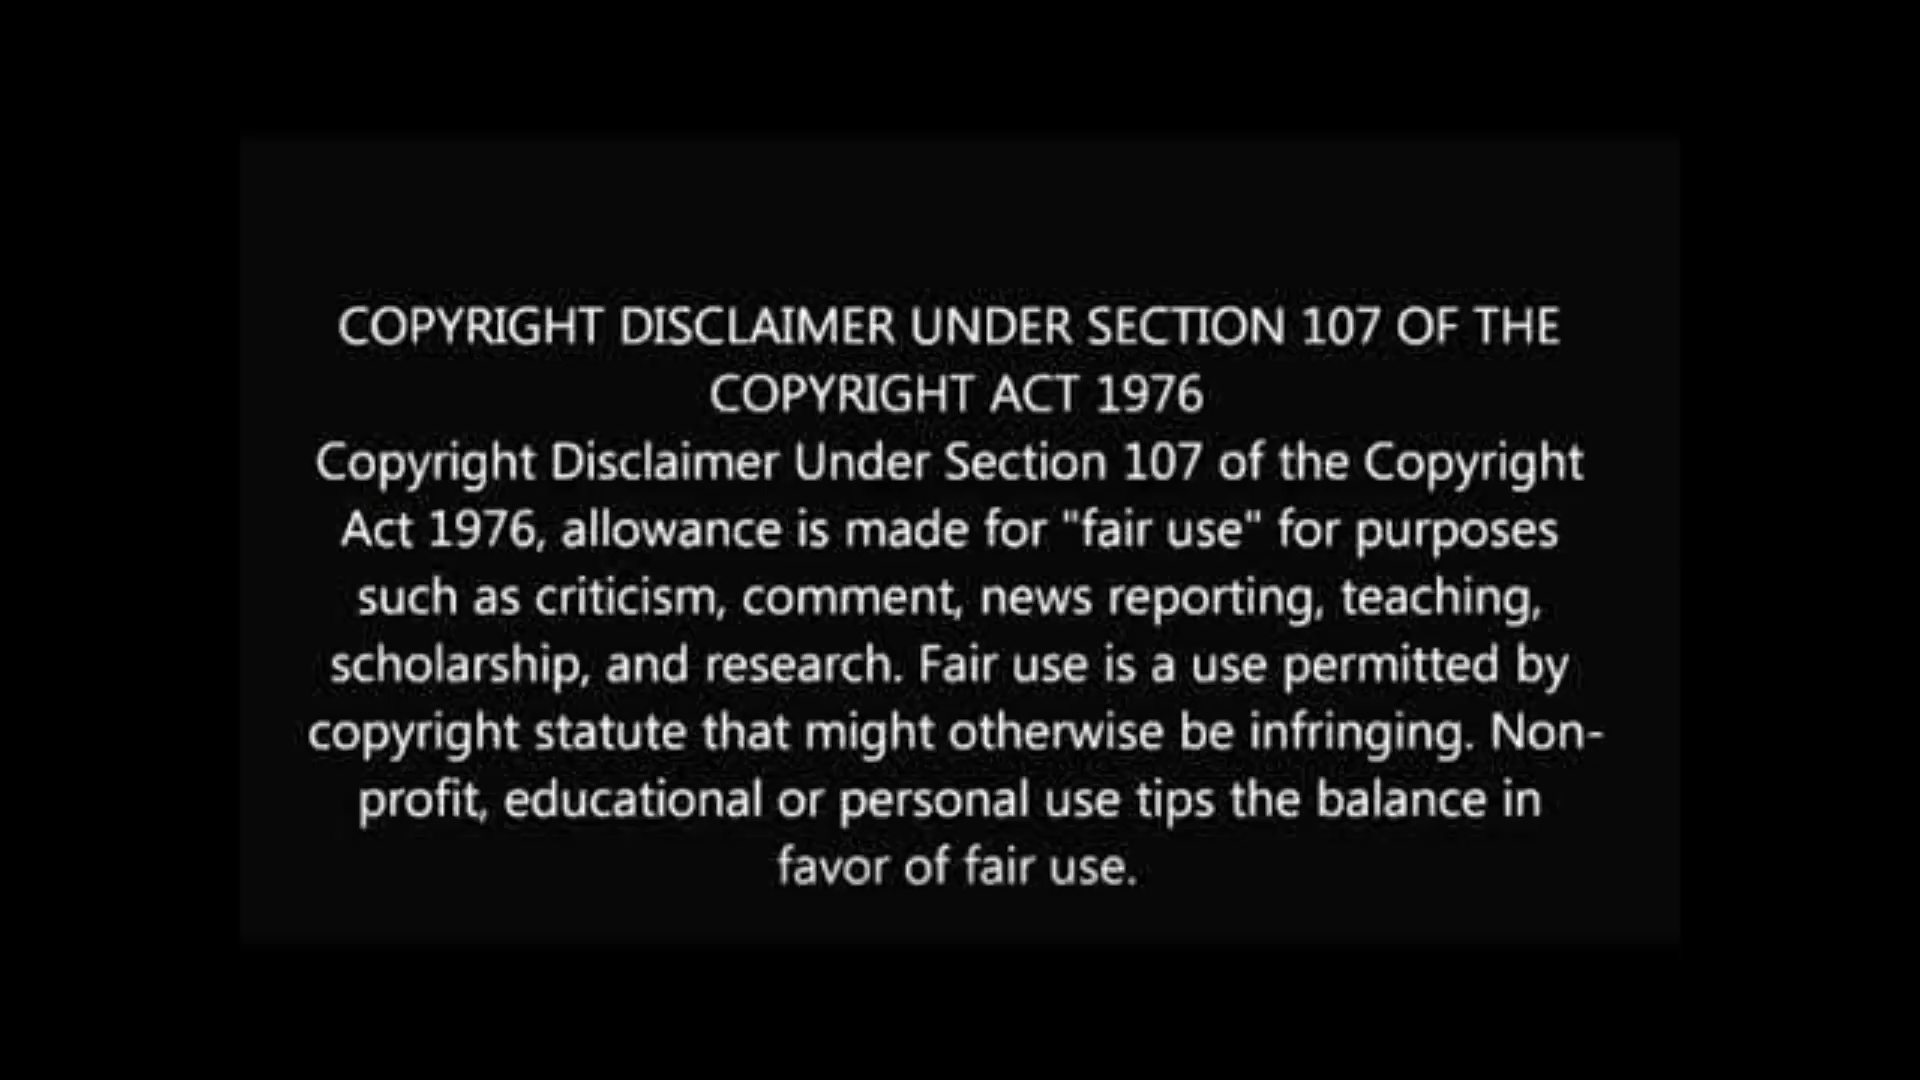 COPYRIGHT DISCLAIMER UNDER SECTION 107 OF THE
COPYRIGHT ACT 1976
Copyright Disclaimer Under Section 107 of the Copyright
Act 1976, allowance is made for "fair use" for purposes
such as criticism, comment, news reporting, teaching,
scholarship, and research. Fair use is a use permitted by
copyright statute that might otherwise be infringing. Non-
profit, educational or personal use tips the balance in
favor of fair use.